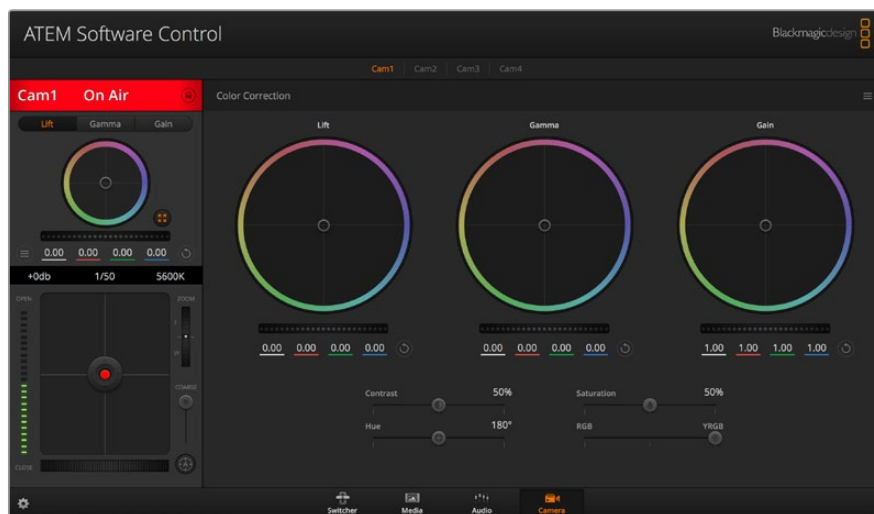 ATEM Software Control
Blackmagicdesign
Cam1 Cam2 Cam3 Cam4
Cam1 On Air
Color Correction
Lift Gamma Gain
Lift Gamma Gain
0.00 0.00 0.00 0.00
+0db 1/50 5600K
OPEN
ZOOM
T
W
COARSE
CLOSE
0.00 0.00 0.00 0.00
0.00 0.00 0.00 0.00
1.00 1.00 1.00 1.00
Contrast 50%
Saturation 50%
Hue 180°
RGB YRGB
Switcher Media Audio Camera